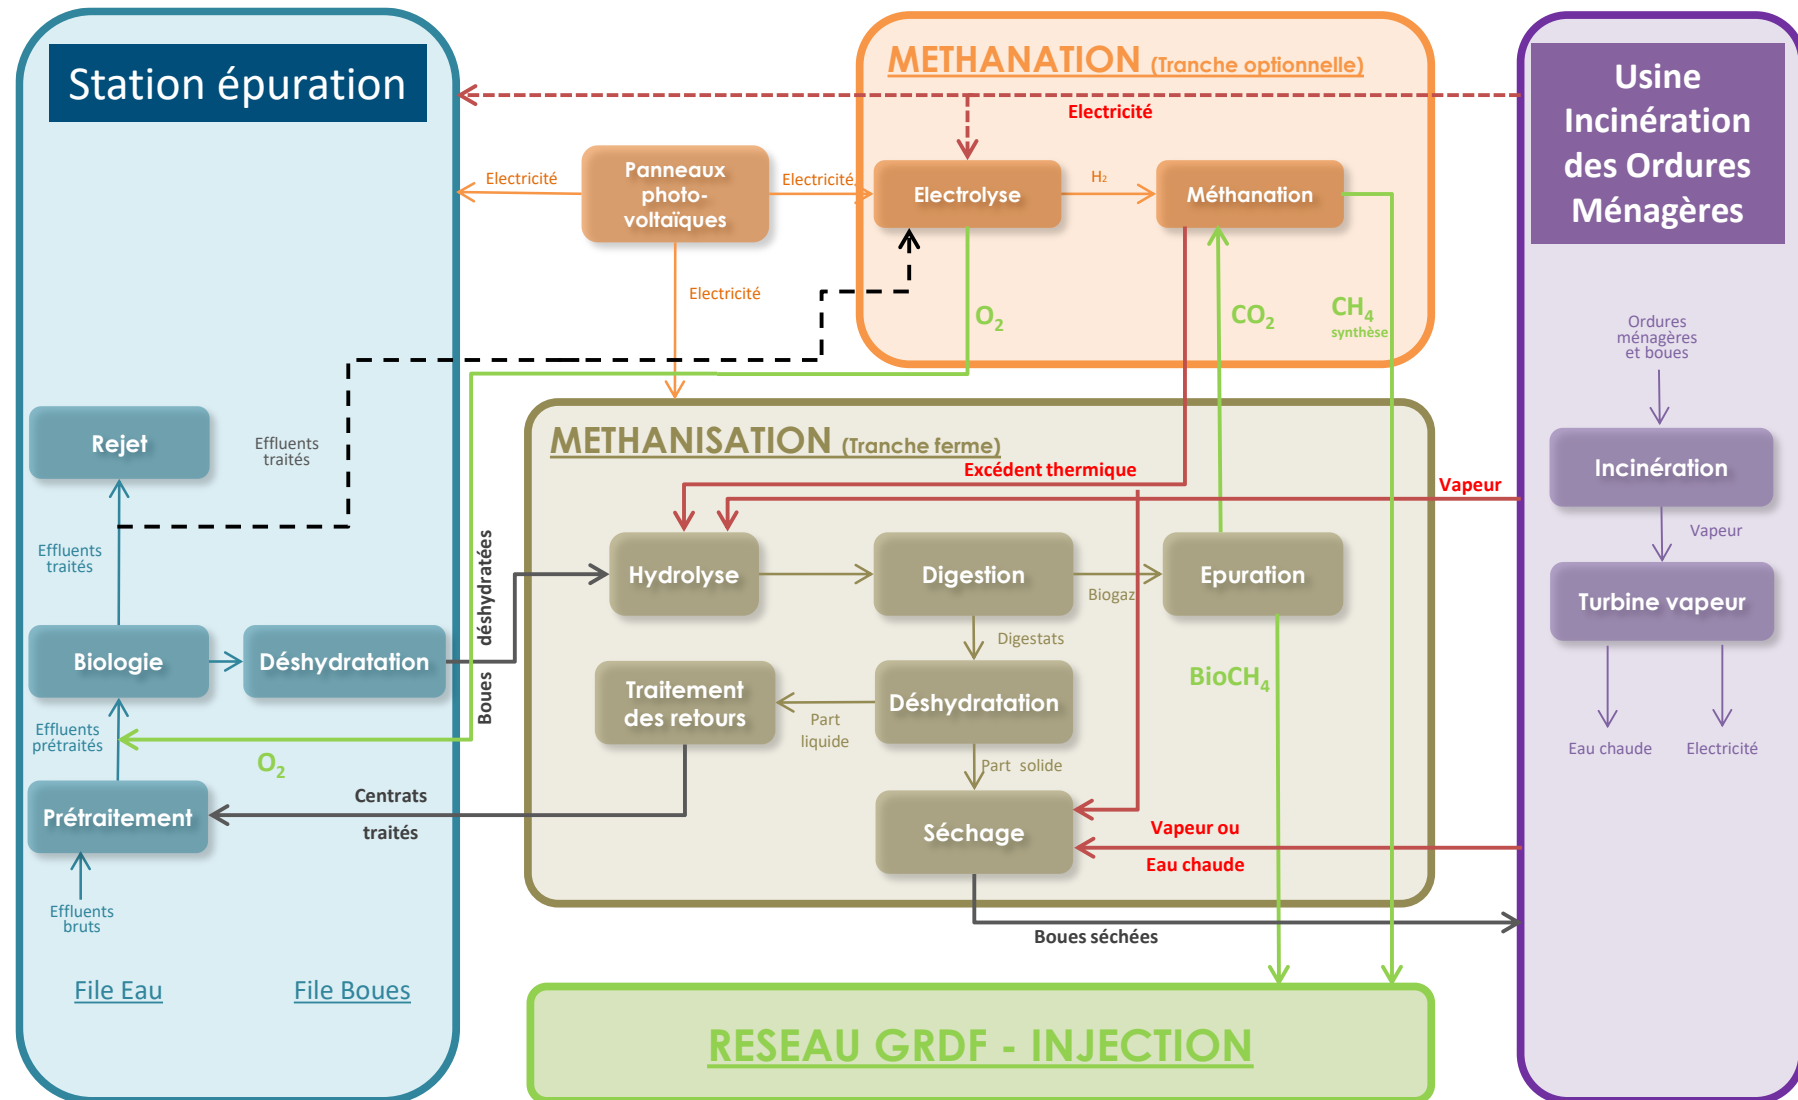 Station épuration
METHANATION (Tranche optionnelle)
Usine
Incinération
des Ordures
Ménagères
Electricité
Panneaux
photo-
voltaïques
Electricité
Electricité
Electrolyse
H₂
Méthanation
Electricité
O₂
CO₂
CH₄
synthèse
Ordures
ménagères
et boues
Rejet
Effluents
traités
METHANISATION (Tranche ferme)
Excédent thermique
Vapeur
Incinération
Vapeur
Effluents
traités
Boues déshydratées
Hydrolyse
Digestion
Biogaz
Epuration
Turbine vapeur
Digestats
Biologie
Déshydratation
BioCH₄
Traitement
des retours
Part
liquide
Déshydratation
Effluents
prétraités
O₂
Part solide
Eau chaude
Electricité
Prétraitement
Centrats
traités
Séchage
Vapeur ou
Eau chaude
Effluents
bruts
Boues séchées
File Eau
File Boues
RESEAU GRDF - INJECTION